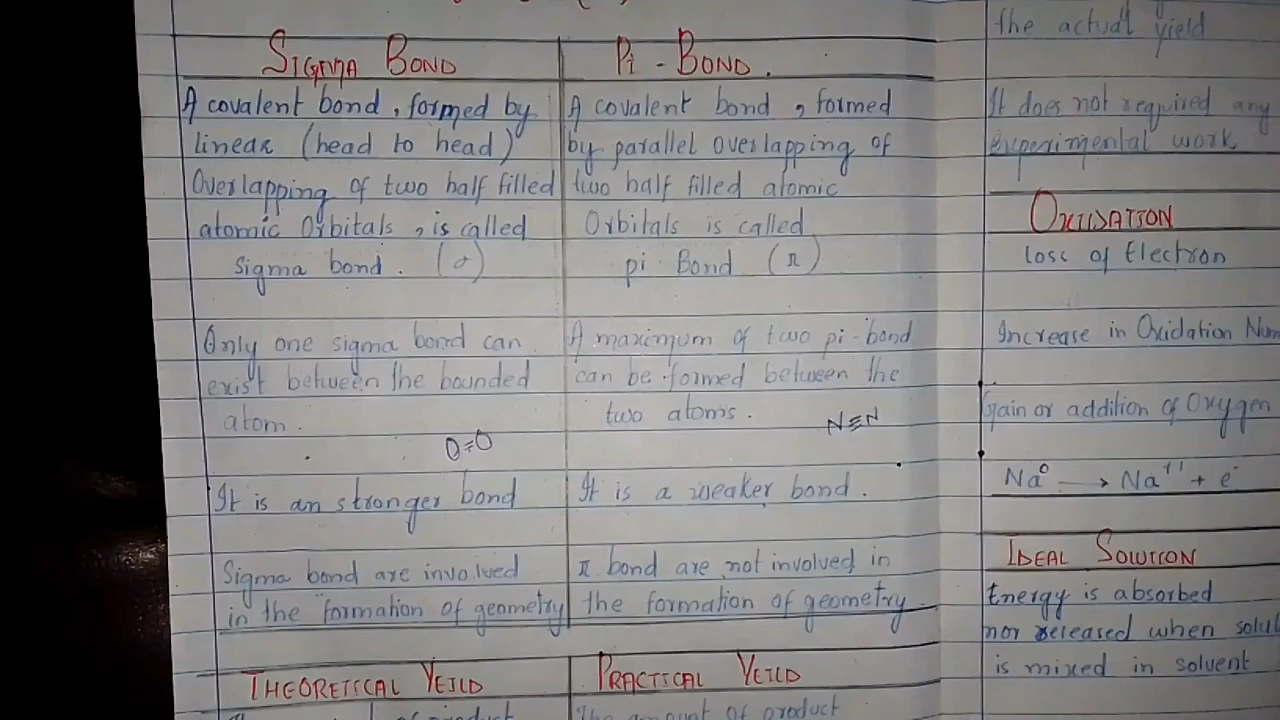 SIGMA BOND
A covalent bond, formed by
linear (head to head)
Overlapping of two half filled
atomic Orbitals, is called
sigma bond. (σ)
Only one sigma bond can
exist between the bounded
atom.
O=O
It is an stronger bond
Sigma bond are involved
in the formation of geometry
Pi - BOND.
A covalent bond, formed
by parallel overlapping of
two half filled atomic
Orbitals is called
pi Bond (π)
A maximum of two pi-bond
can be formed between the
two atoms.
N≡N
It is a weaker bond.
π bond are not involved in
the formation of geometry.
THEORETICAL YEILD
PRACTICAL YEILD
The amount of product
the actual yield
It does not required any
experimental work
OXIDATION
loss of Electron
Increase in Oxidation Num
Gain or addition of Oxygen
Na⁰ → Na⁺¹ + e⁻
IDEAL SOLUTION
Energy is absorbed
nor released when solut
is mixed in solvent